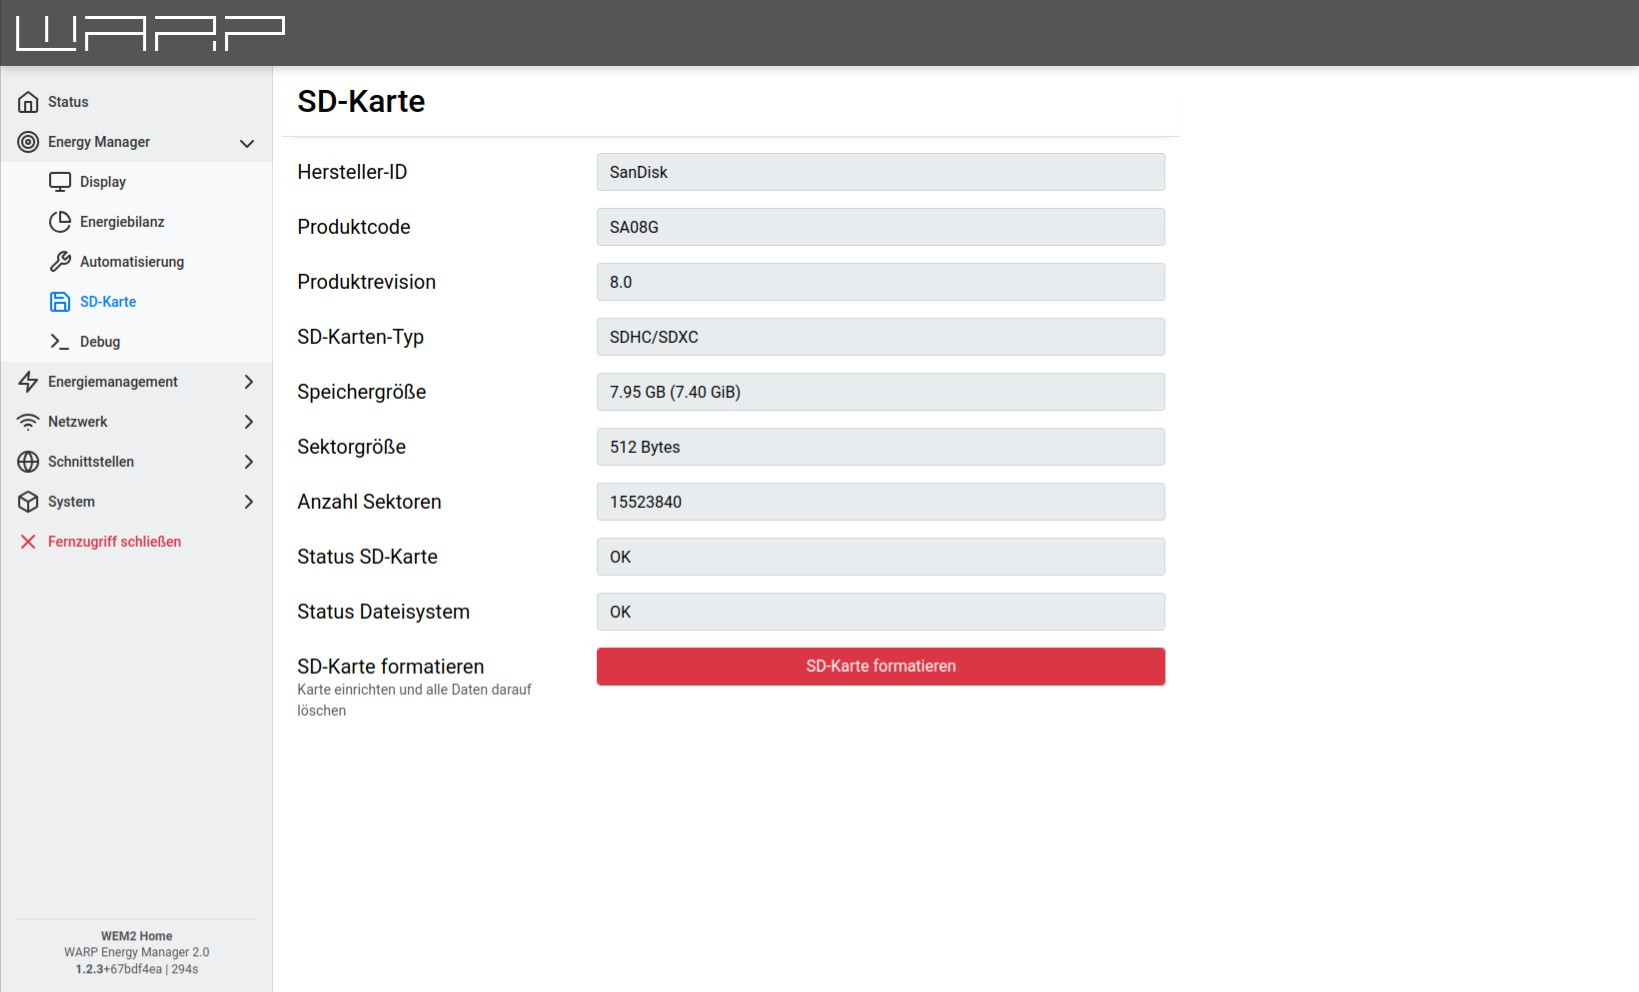 WARP
Status
Energy Manager
Display
Energiebilanz
Automatisierung
SD-Karte
Debug
Energiemanagement
Netzwerk
Schnittstellen
System
Fernzugriff schließen
WEM2 Home
WARP Energy Manager 2.0
1.2.3+67bdf4ea | 294s
SD-Karte
Hersteller-ID SanDisk
Produktcode SA08G
Produktrevision 8.0
SD-Karten-Typ SDHC/SDXC
Speichergröße 7.95 GB (7.40 GiB)
Sektorgröße 512 Bytes
Anzahl Sektoren 15523840
Status SD-Karte OK
Status Dateisystem OK
SD-Karte formatieren SD-Karte formatieren
Karte einrichten und alle Daten darauf
löschen